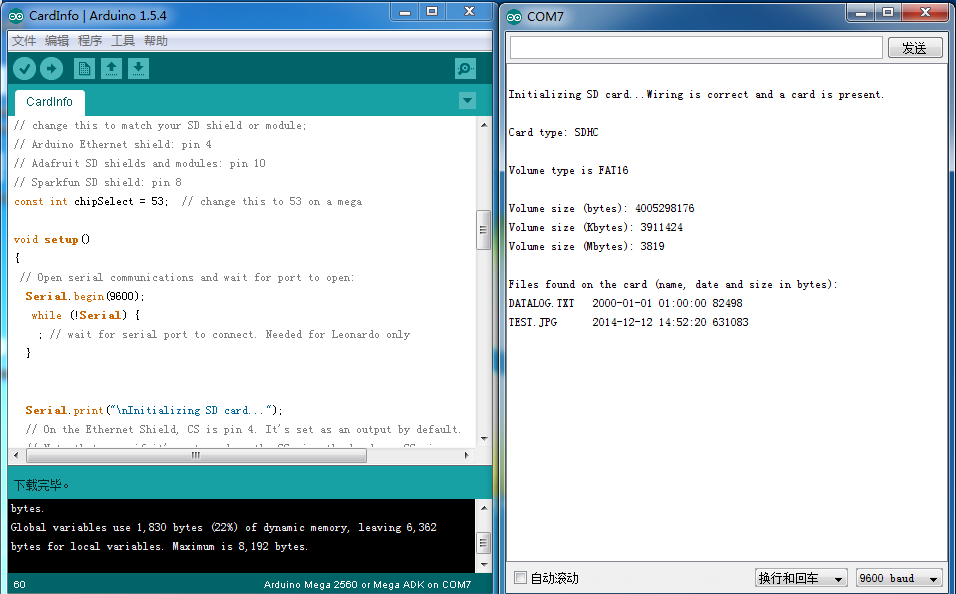 CardInfo | Arduino 1.5.4
文件 编辑 程序 工具 帮助
CardInfo
// change this to match your SD shield or module;
// Arduino Ethernet shield: pin 4
// Adafruit SD shields and modules: pin 10
// Sparkfun SD shield: pin 8
const int chipSelect = 53;  // change this to 53 on a mega
void setup()
{
// Open serial communications and wait for port to open:
Serial.begin(9600);
while (!Serial) {
; // wait for serial port to connect. Needed for Leonardo only
}
Serial.print("\nInitializing SD card...");
// On the Ethernet Shield, CS is pin 4. It's set as an output by default.
下载完毕。
bytes.
Global variables use 1,830 bytes (22%) of dynamic memory, leaving 6,362
bytes for local variables. Maximum is 8,192 bytes.
60
Arduino Mega 2560 or Mega ADK on COM7
COM7
发送
Initializing SD card...Wiring is correct and a card is present.
Card type: SDHC
Volume type is FAT16
Volume size (bytes): 4005298176
Volume size (Kbytes): 3911424
Volume size (Mbytes): 3819
Files found on the card (name, date and size in bytes):
DATALOG.TXT   2000-01-01 01:00:00 82498
TEST.JPG      2014-12-12 14:52:20 631083
自动滚动
换行和回车
9600 baud